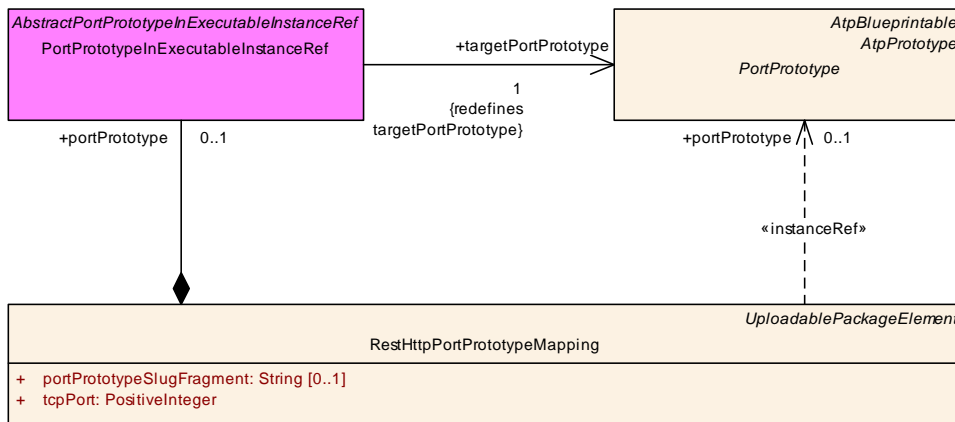 AbstractPortPrototypeInExecutableInstanceRef
PortPrototypeInExecutableInstanceRef
+targetPortPrototype
1
{redefines
targetPortPrototype}
AtpBlueprintable
AtpPrototype
PortPrototype
+portPrototype
0..1
+portPrototype
0..1
«instanceRef»
UploadablePackageElement
RestHttpPortPrototypeMapping
+ portPrototypeSlugFragment: String [0..1]
+ tcpPort: PositiveInteger